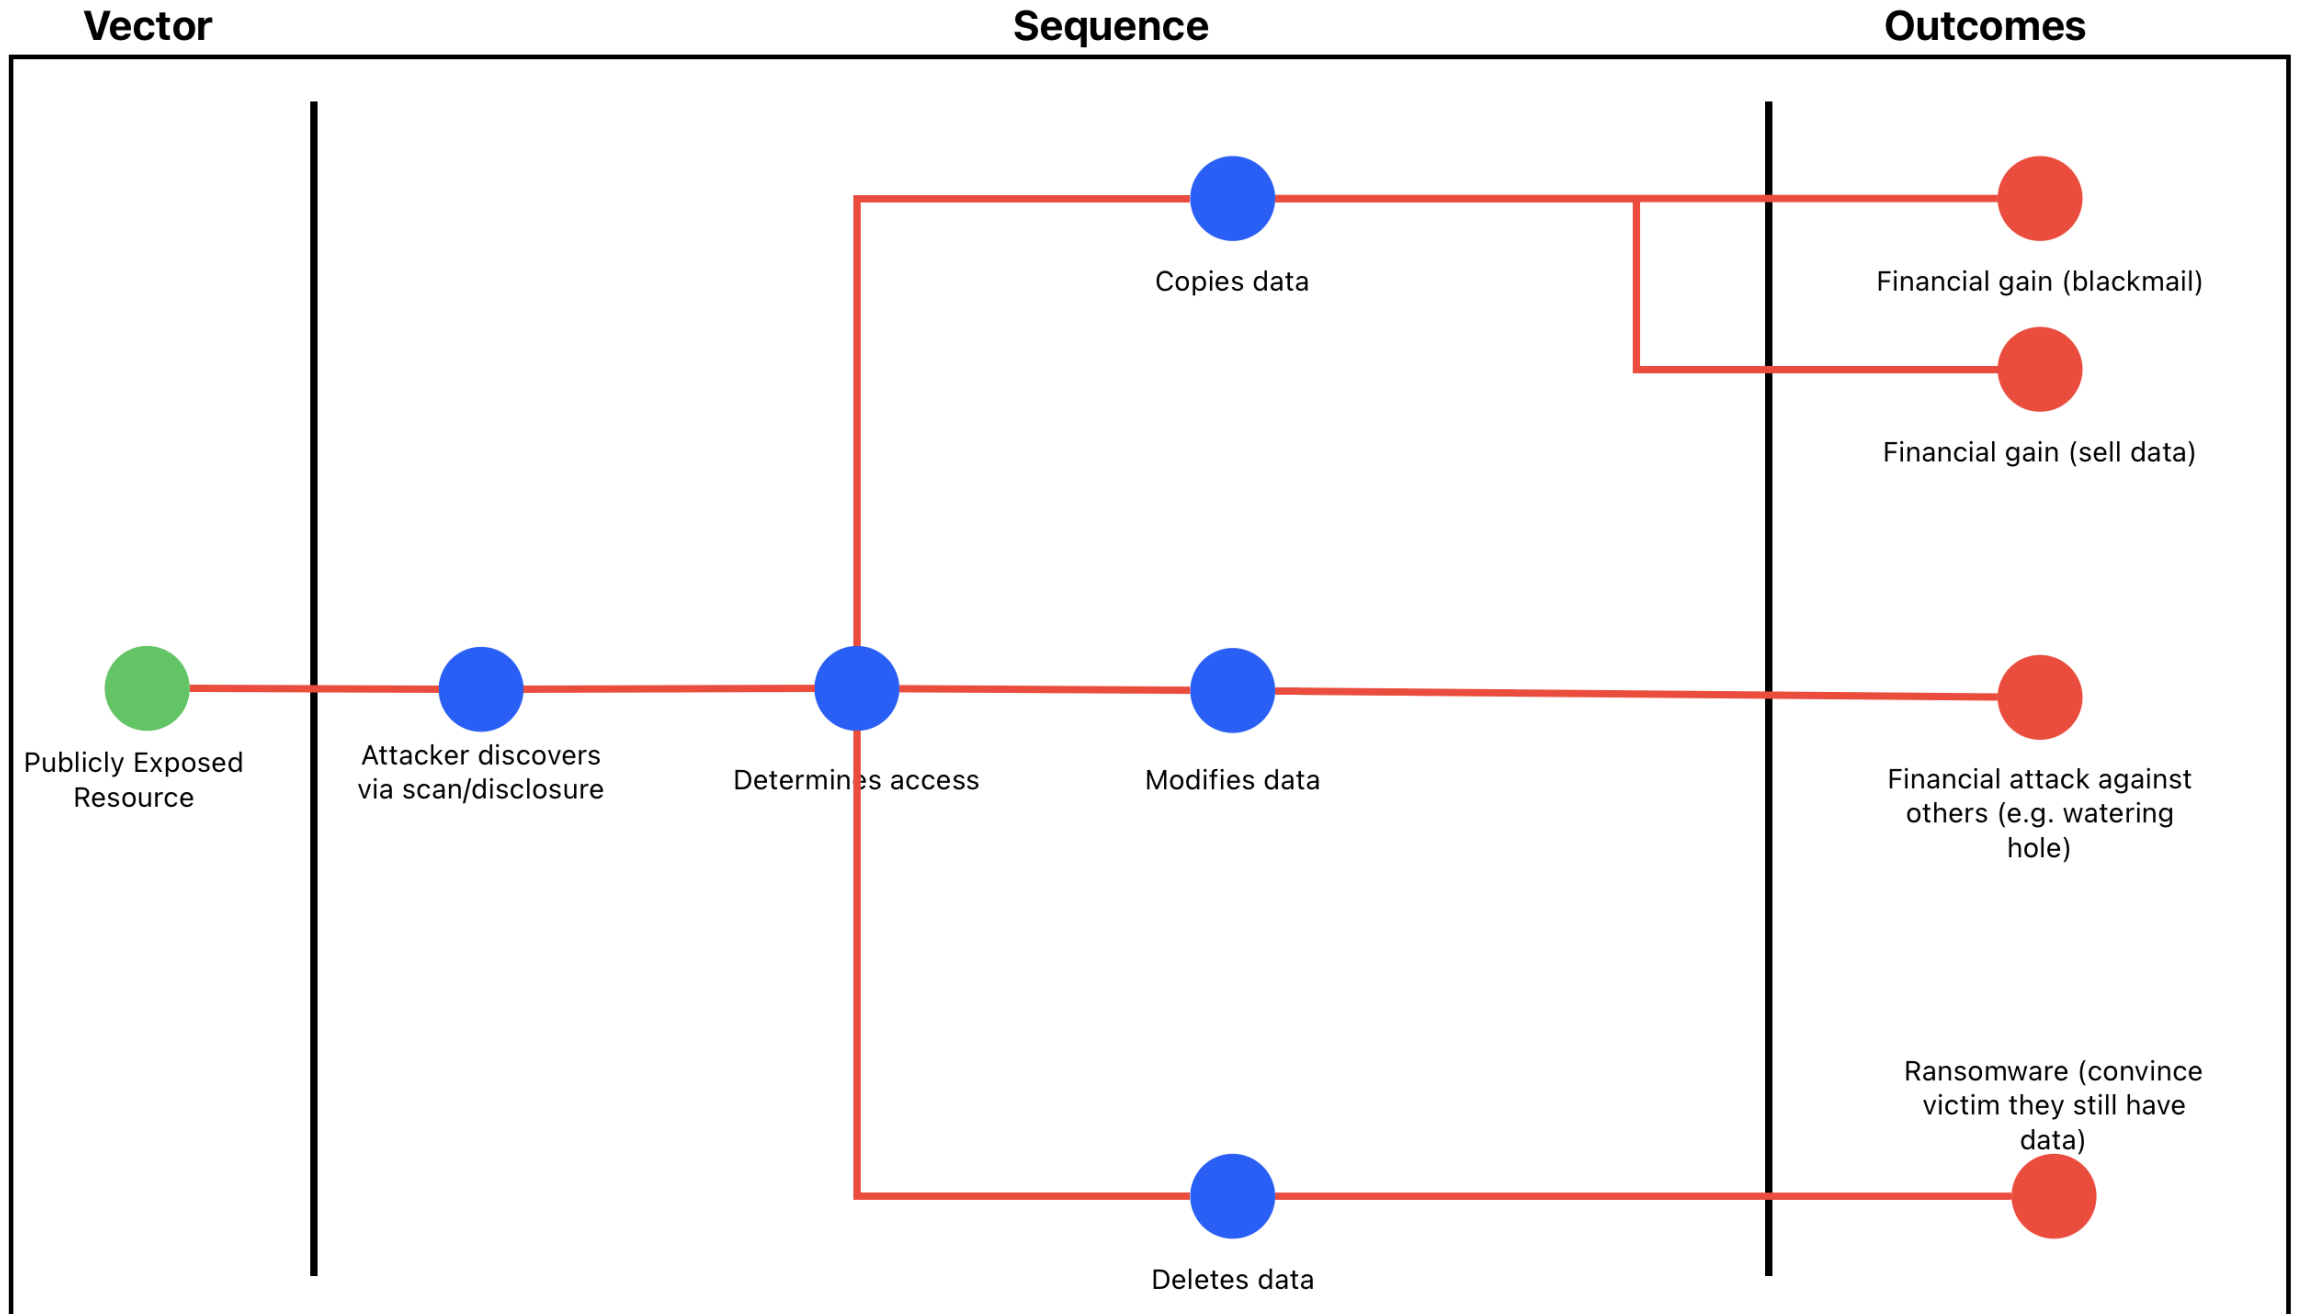 Vector
Sequence
Outcomes
Copies data
Financial gain (blackmail)
Financial gain (sell data)
Publicly Exposed
Resource
Attacker discovers
via scan/disclosure
Determines access
Modifies data
Financial attack against
others (e.g. watering
hole)
Ransomware (convince
victim they still have
data)
Deletes data